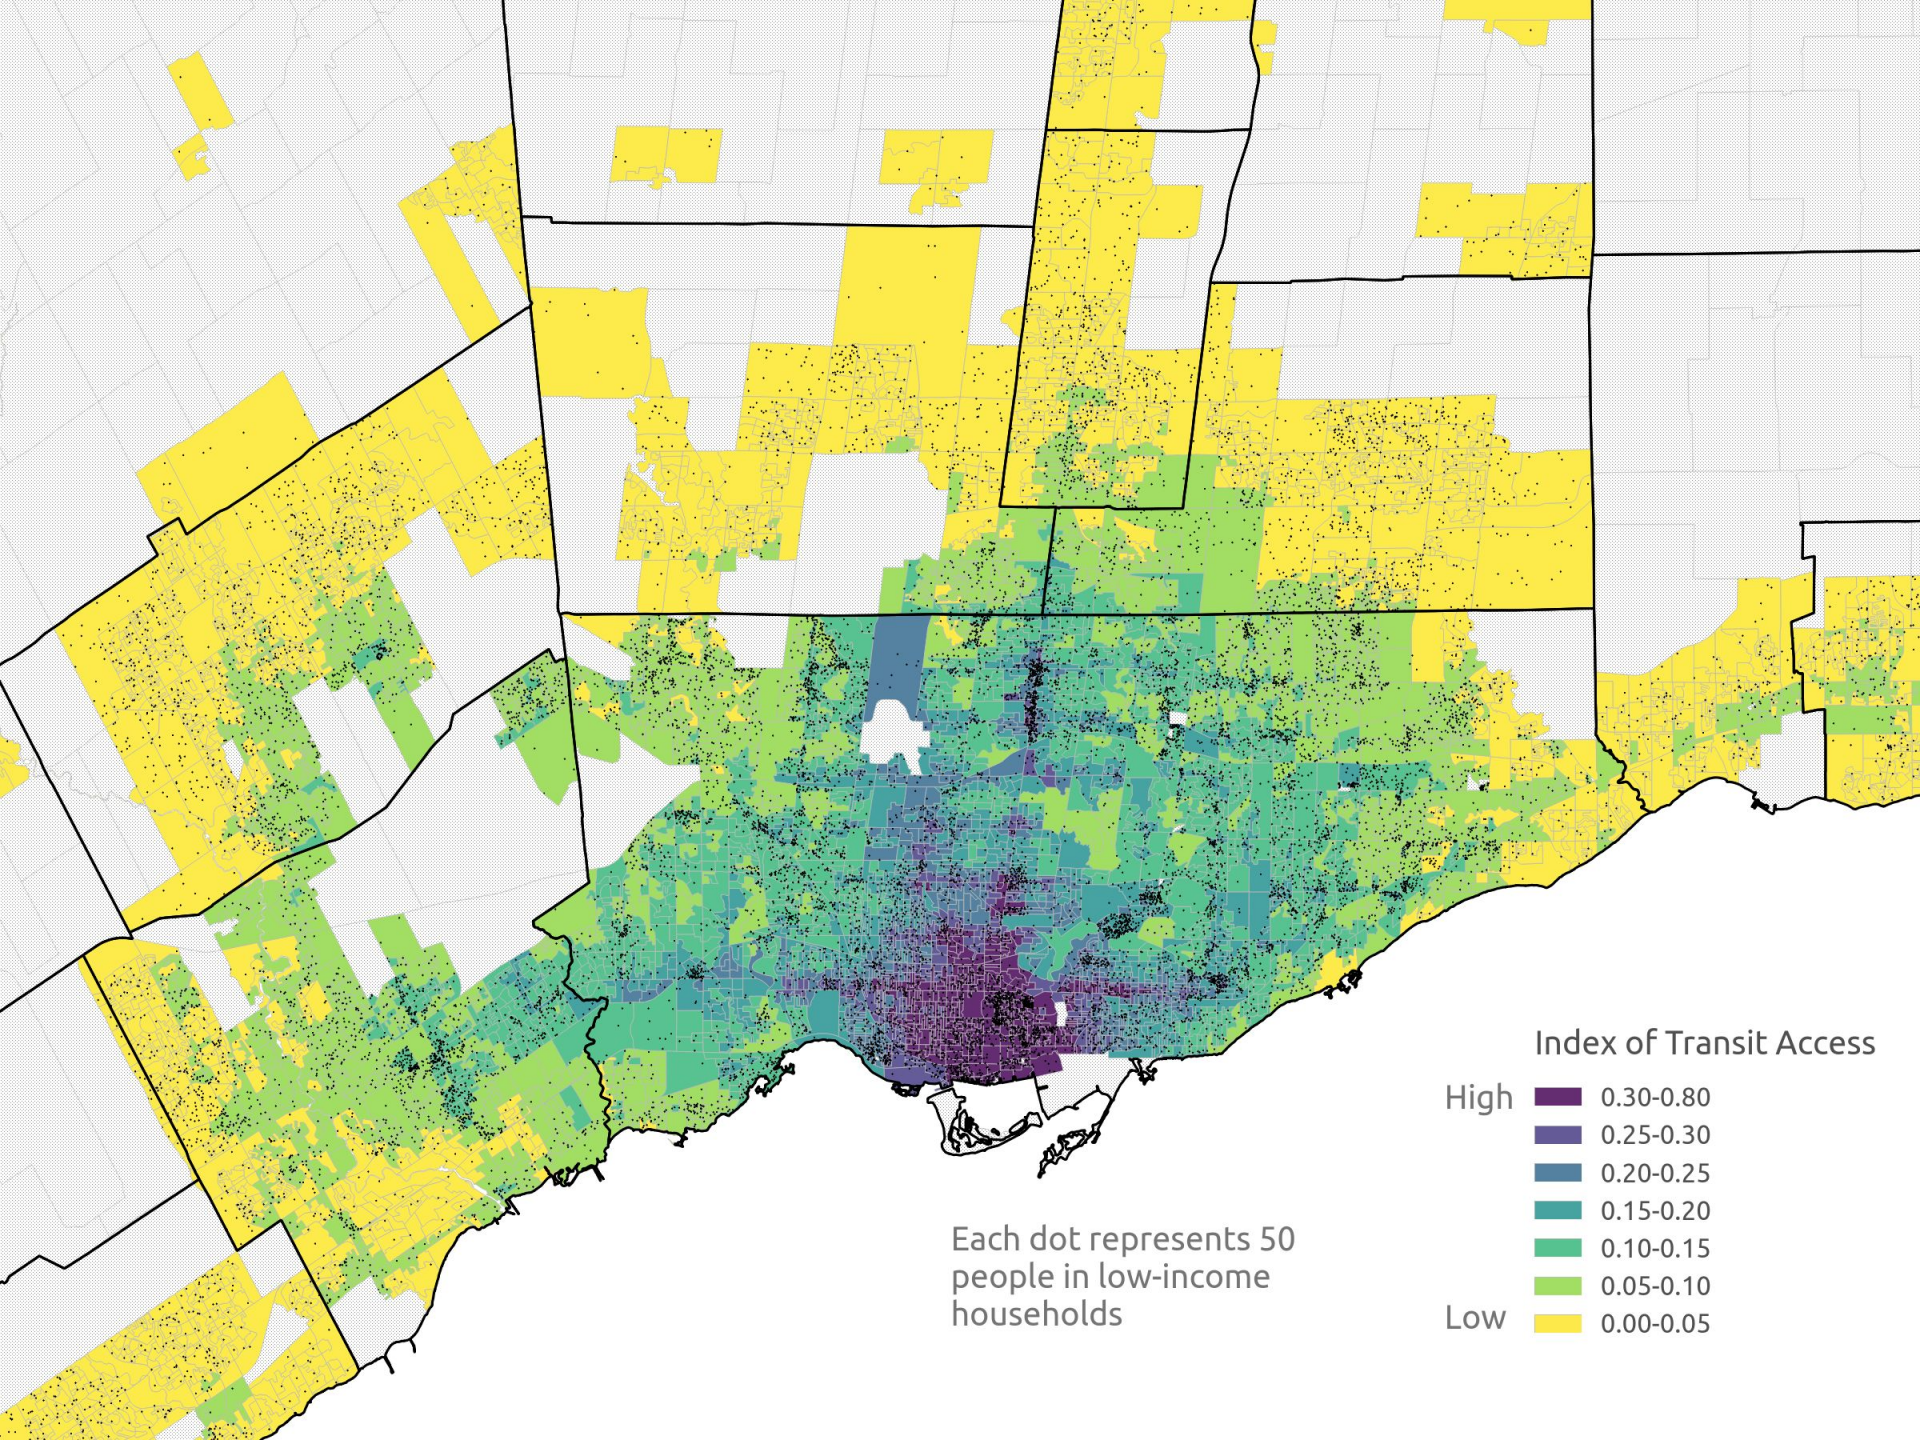 Index of Transit Access
High
0.30-0.80
0.25-0.30
0.20-0.25
0.15-0.20
0.10-0.15
0.05-0.10
Low
0.00-0.05
Each dot represents 50
people in low-income
households